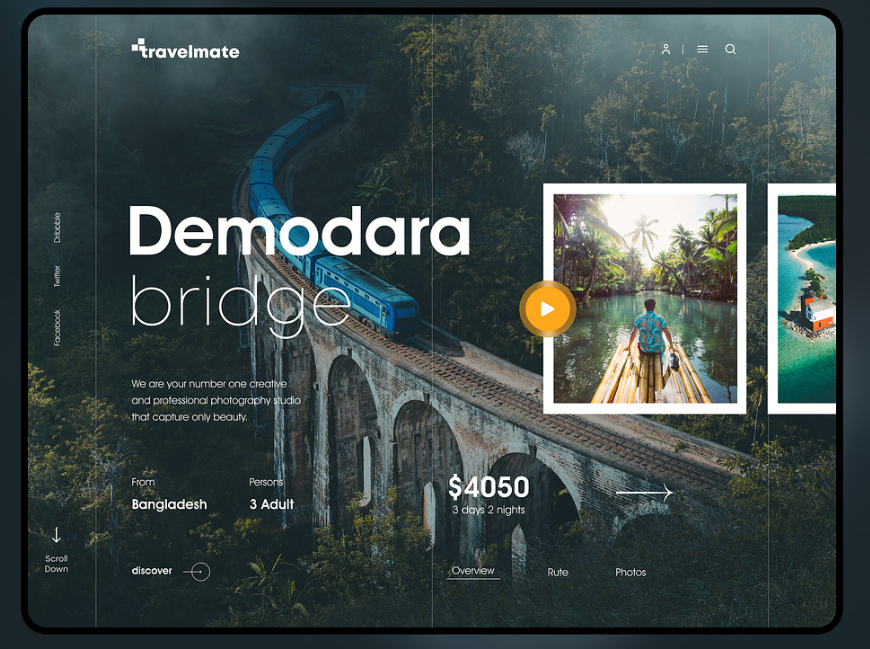 travelmate
Demodara
bridge
Dribbble
Twitter
Facebook
We are your number one creative
and professional photography studio
that capture only beauty.
From
Bangladesh
Persons
3 Adult
$4050
3 days 2 nights
Scroll
Down
discover
Overview
Rute
Photos